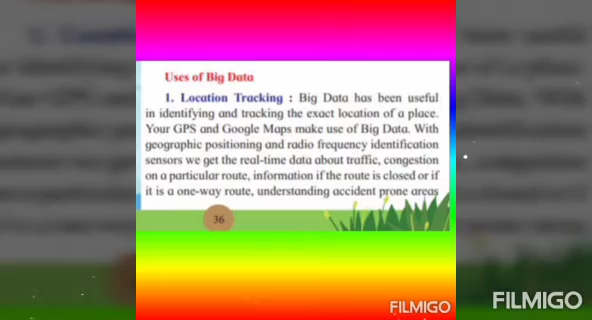 Uses of Big Data
1. Location Tracking : Big Data has been useful
in identifying and tracking the exact location of a place.
Your GPS and Google Maps make use of Big Data. With
geographic positioning and radio frequency identification
sensors we get the real-time data about traffic, congestion
on a particular route, information if the route is closed or if
it is a one-way route, understanding accident prone areas
36
FILMIGO
FILMIGO